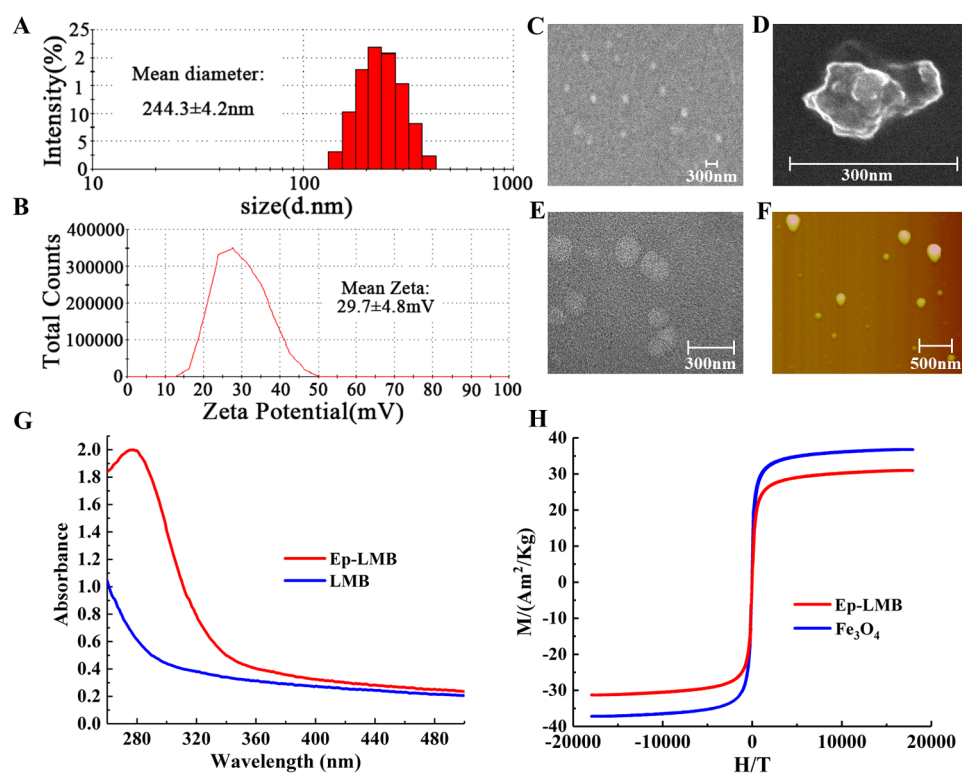 A
Intensity(%)
25
2
2
1
1
5
0
Mean diameter:
244.3±4.2nm
10
100
1000
size(d.nm)
B
Total Counts
400000
300000
200000
100000
0
Mean Zeta:
29.7±4.8mV
0 10 20 30 40 50 60 70 80 90 100
Zeta Potential(mV)
C
300nm
D
300nm
E
300nm
F
500nm
G
Absorbance
2.0
1.8
1.6
1.4
1.2
1.0
0.8
0.6
0.4
0.2
0.0
Ep-LMB
LMB
280 320 360 400 440 480
Wavelength (nm)
H
M/(Am²/Kg)
40
30
20
10
0
-10
-20
-30
-40
Ep-LMB
Fe₃O₄
-20000 -10000 0 10000 20000
H/T